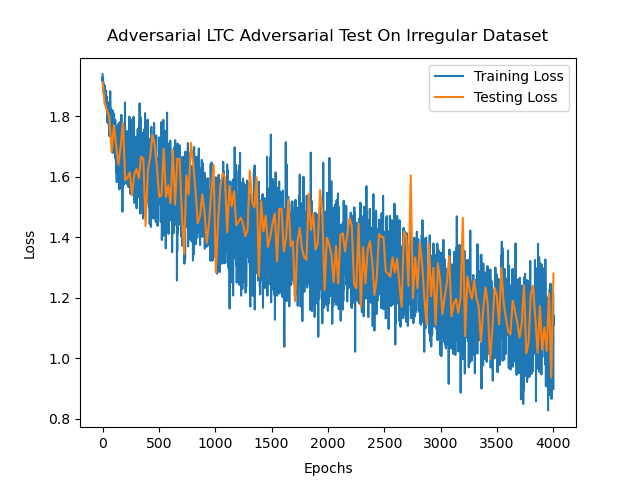 Adversarial LTC Adversarial Test On Irregular Dataset
Training Loss
Testing Loss
Loss
1.8
1.6
1.4
1.2
1.0
0.8
0 500 1000 1500 2000 2500 3000 3500 4000
Epochs